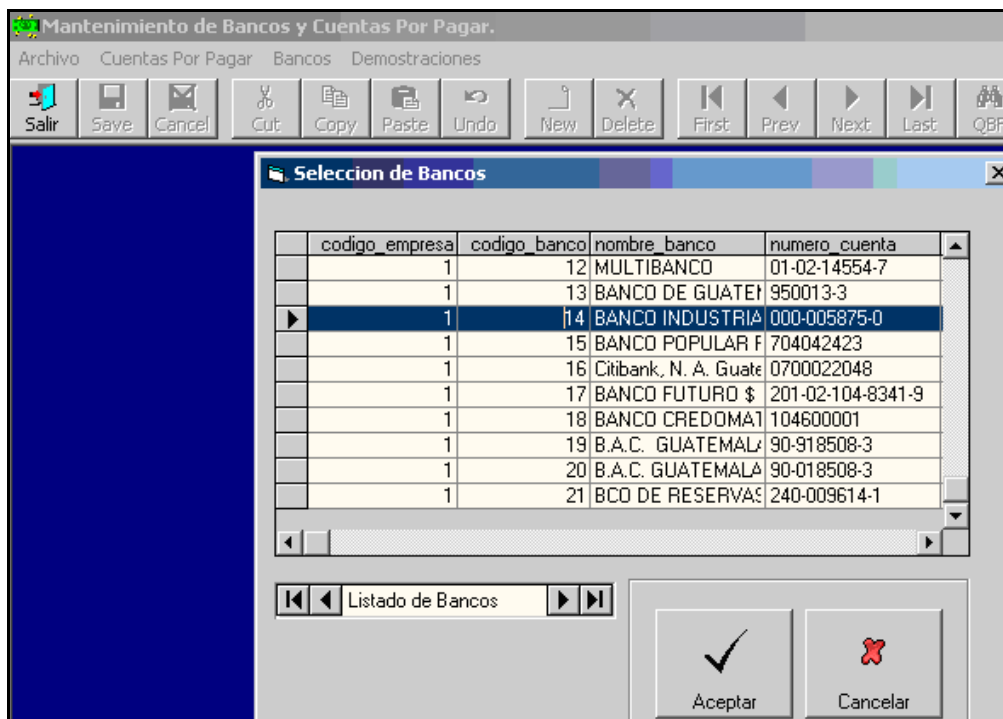 Mantenimiento de Bancos y Cuentas Por Pagar.
Archivo Cuentas Por Pagar Bancos Demostraciones
Salir Save Cancel Cut Copy Paste Undo New Delete First Prev Next Last QBF
Seleccion de Bancos
codigo_empresa codigo_banco nombre_banco numero_cuenta
1 12 MULTIBANCO 01-02-14554-7
1 13 BANCO DE GUATEM 950013-3
1 14 BANCO INDUSTRIA 000-005875-0
1 15 BANCO POPULAR F 704042423
1 16 Citibank, N. A. Guate 0700022048
1 17 BANCO FUTURO $ 201-02-104-8341-9
1 18 BANCO CREDOMAT 104600001
1 19 B.A.C. GUATEMALA 90-918508-3
1 20 B.A.C. GUATEMALA 90-018508-3
1 21 BCO DE RESERVAS 240-009614-1
Listado de Bancos
Aceptar Cancelar